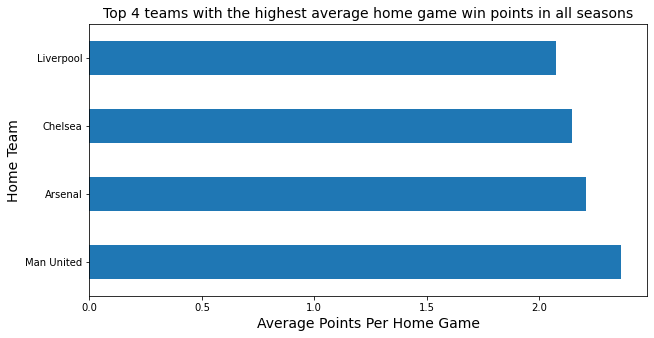 Top 4 teams with the highest average home game win points in all seasons
Liverpool
Chelsea
Arsenal
Man United
Home Team
0.0 0.5 1.0 1.5 2.0
Average Points Per Home Game